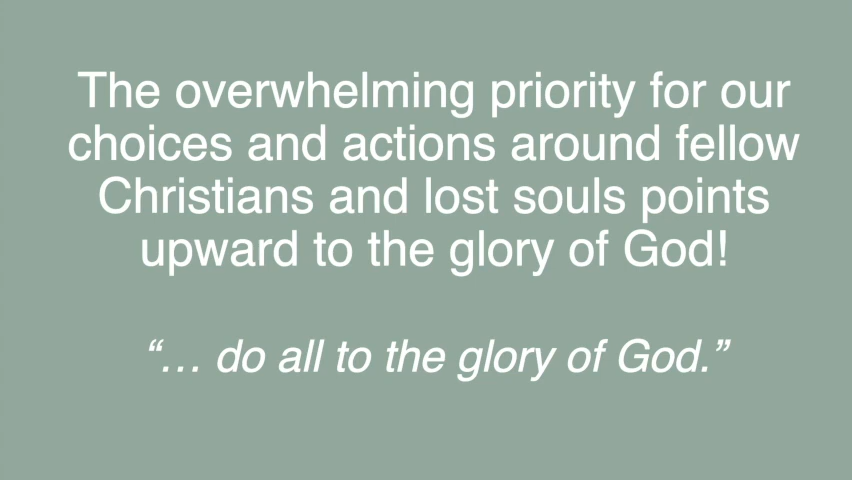 The overwhelming priority for our
choices and actions around fellow
Christians and lost souls points
upward to the glory of God!
“… do all to the glory of God.”